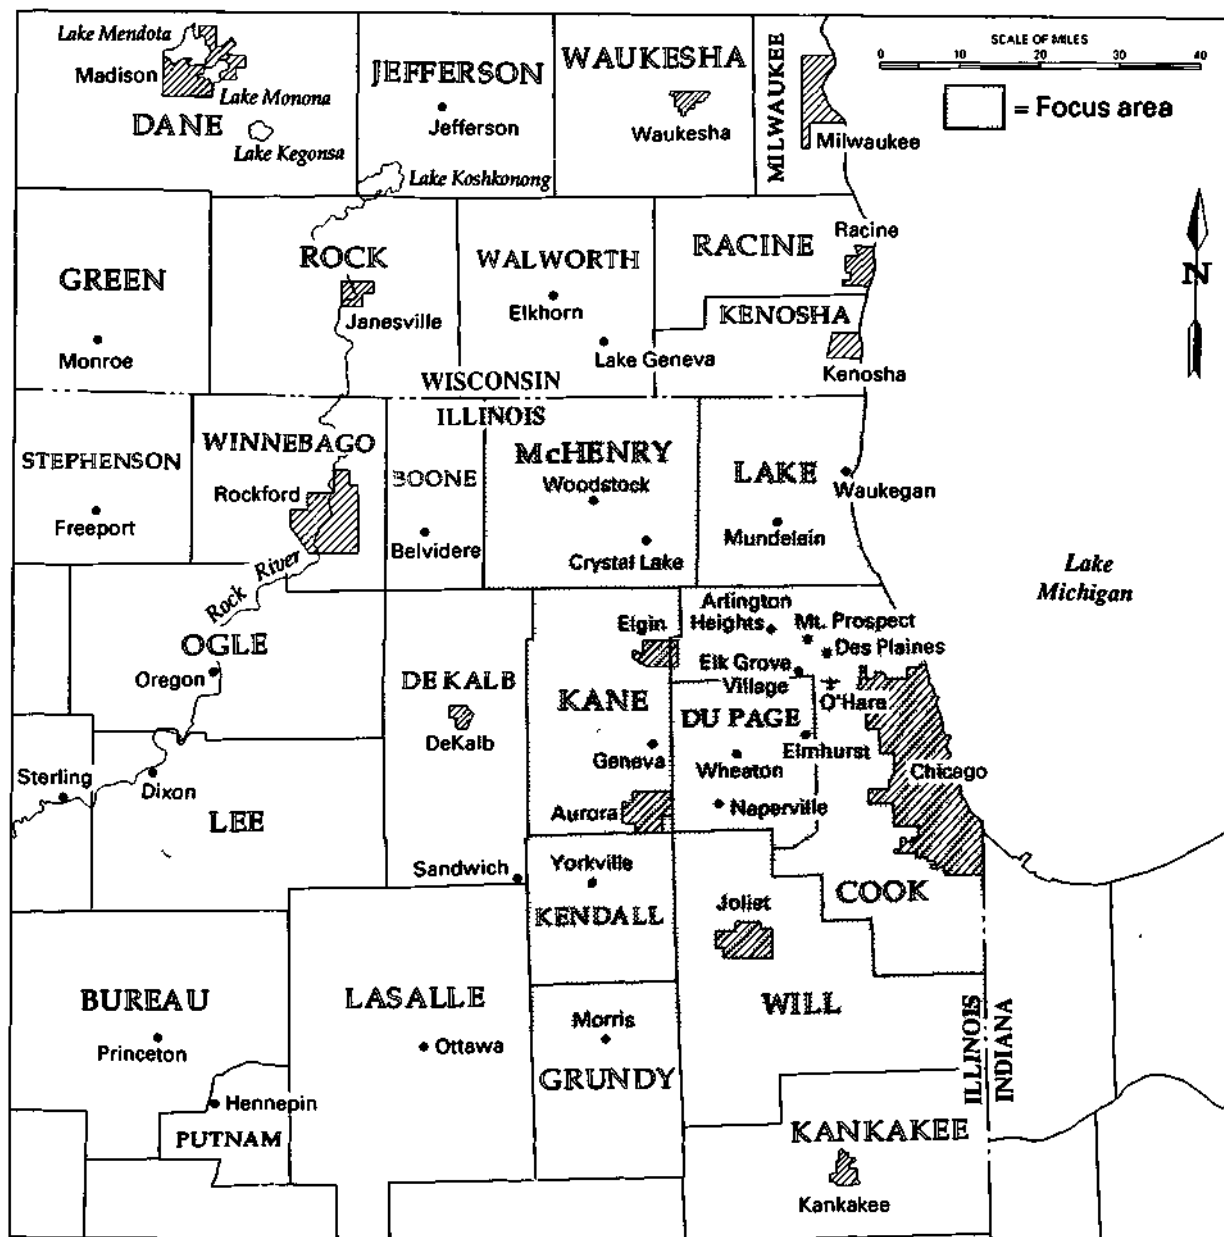 Lake Mendota
Madison
Lake Monona
DANE
Lake Kegonsa
JEFFERSON
Jefferson
Lake Koshkonong
WAUKESHA
Waukesha
MILWAUKEE
Milwaukee
SCALE OF MILES
0 10 20 30 40
= Focus area
N
GREEN
Monroe
ROCK
Janesville
WALWORTH
Elkhorn
Lake Geneva
RACINE
Racine
KENOSHA
Kenosha
WISCONSIN
ILLINOIS
STEPHENSON
Freeport
WINNEBAGO
Rockford
Rock River
BOONE
Belvidere
McHENRY
Woodstock
Crystal Lake
LAKE
Waukegan
Mundelein
Lake
Michigan
OGLE
Oregon
DE KALB
DeKalb
Sandwich
Elgin
KANE
Geneva
Aurora
Arlington
Heights
Mt. Prospect
Des Plaines
Elk Grove
Village
O'Hare
DU PAGE
Elmhurst
Wheaton
Naperville
Chicago
COOK
Sterling
Dixon
LEE
Yorkville
KENDALL
Joliet
WILL
BUREAU
Princeton
Hennepin
PUTNAM
LASALLE
Ottawa
Morris
GRUNDY
ILLINOIS
INDIANA
KANKAKEE
Kankakee